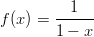 f(x) = \frac{1}{1-x}